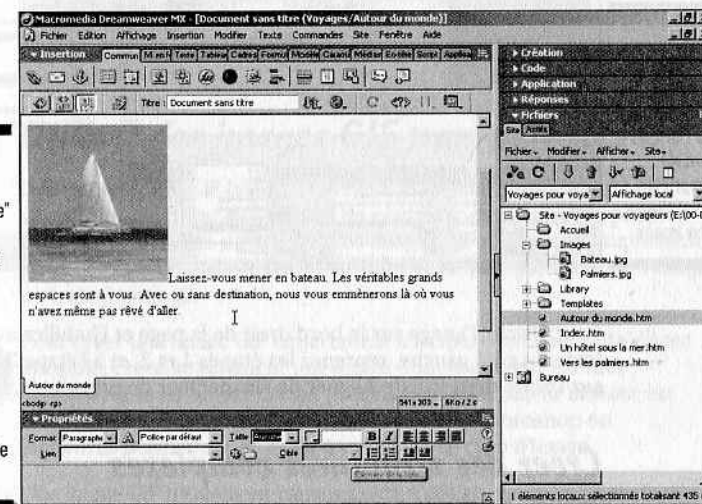 Macromedia Dreamweaver MX - [Document sans titre (Voyages/Autour du monde)]
Fichier Edition Affichage Insertion Modifier Texte Commandes Site Fenêtre Aide
Insertion Commun Texte
Titre : Document sans titre
Laissez-vous mener en bateau. Les véritables grands
espaces sont à vous. Avec ou sans destination, nous vous emmènerons là où vous
n'avez même pas rêvé d'aller.
Autour du monde
<body> <p>
Propriétés
Format Paragraphe Police par défaut Taille Aucune B I
Lien Cible
Création
Code
Application
Réponses
Fichiers
Site
Fichier Modifier Afficher Site
Voyages pour voya Affichage local
Site - Voyages pour voyageurs
Accueil
Images
Bateau.jpg
Palmiers.jpg
Library
Templates
Autour du monde.htm
Index.htm
Un hôtel sous la mer.htm
Vers les palmiers.htm
Bureau
1 éléments locaux sélectionnés totalisant 435